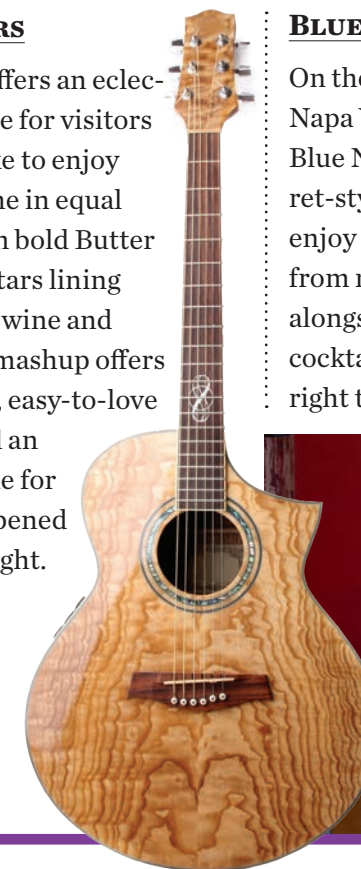 RS
ffers an eclec-
e for visitors
ke to enjoy
ne in equal
n bold Butter
tars lining
wine and
mashup offers
, easy-to-love
l an
e for
pened
ght.
BLUE
On the
Napa V
Blue N
ret-sty
enjoy
from r
alongs
cockta
right t